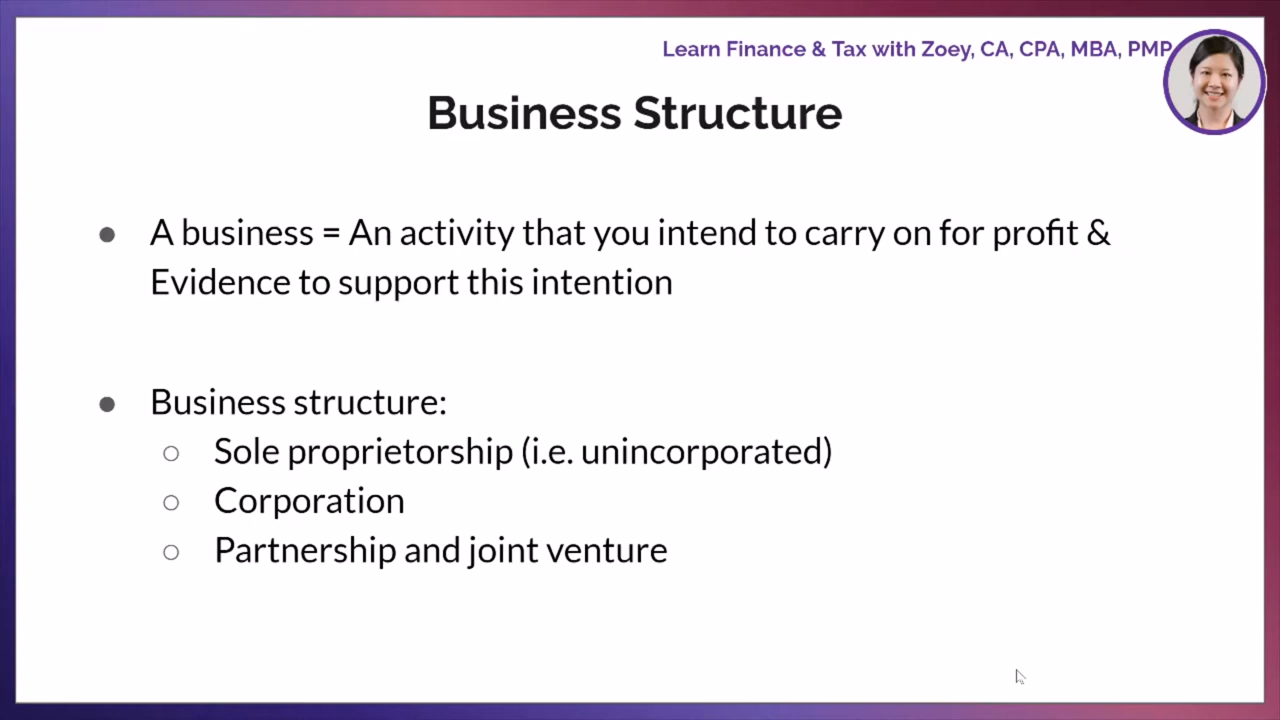 Learn Finance & Tax with Zoey, CA, CPA, MBA, PMP
Business Structure
● A business = An activity that you intend to carry on for profit &
Evidence to support this intention
● Business structure:
○ Sole proprietorship (i.e. unincorporated)
○ Corporation
○ Partnership and joint venture